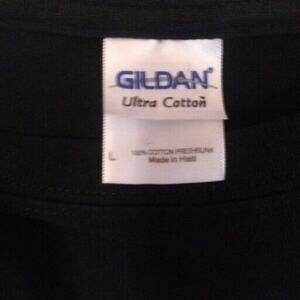 GILDAN®
Ultra Cotton
L
100% COTTON PRESHRUNK
Made in Haiti